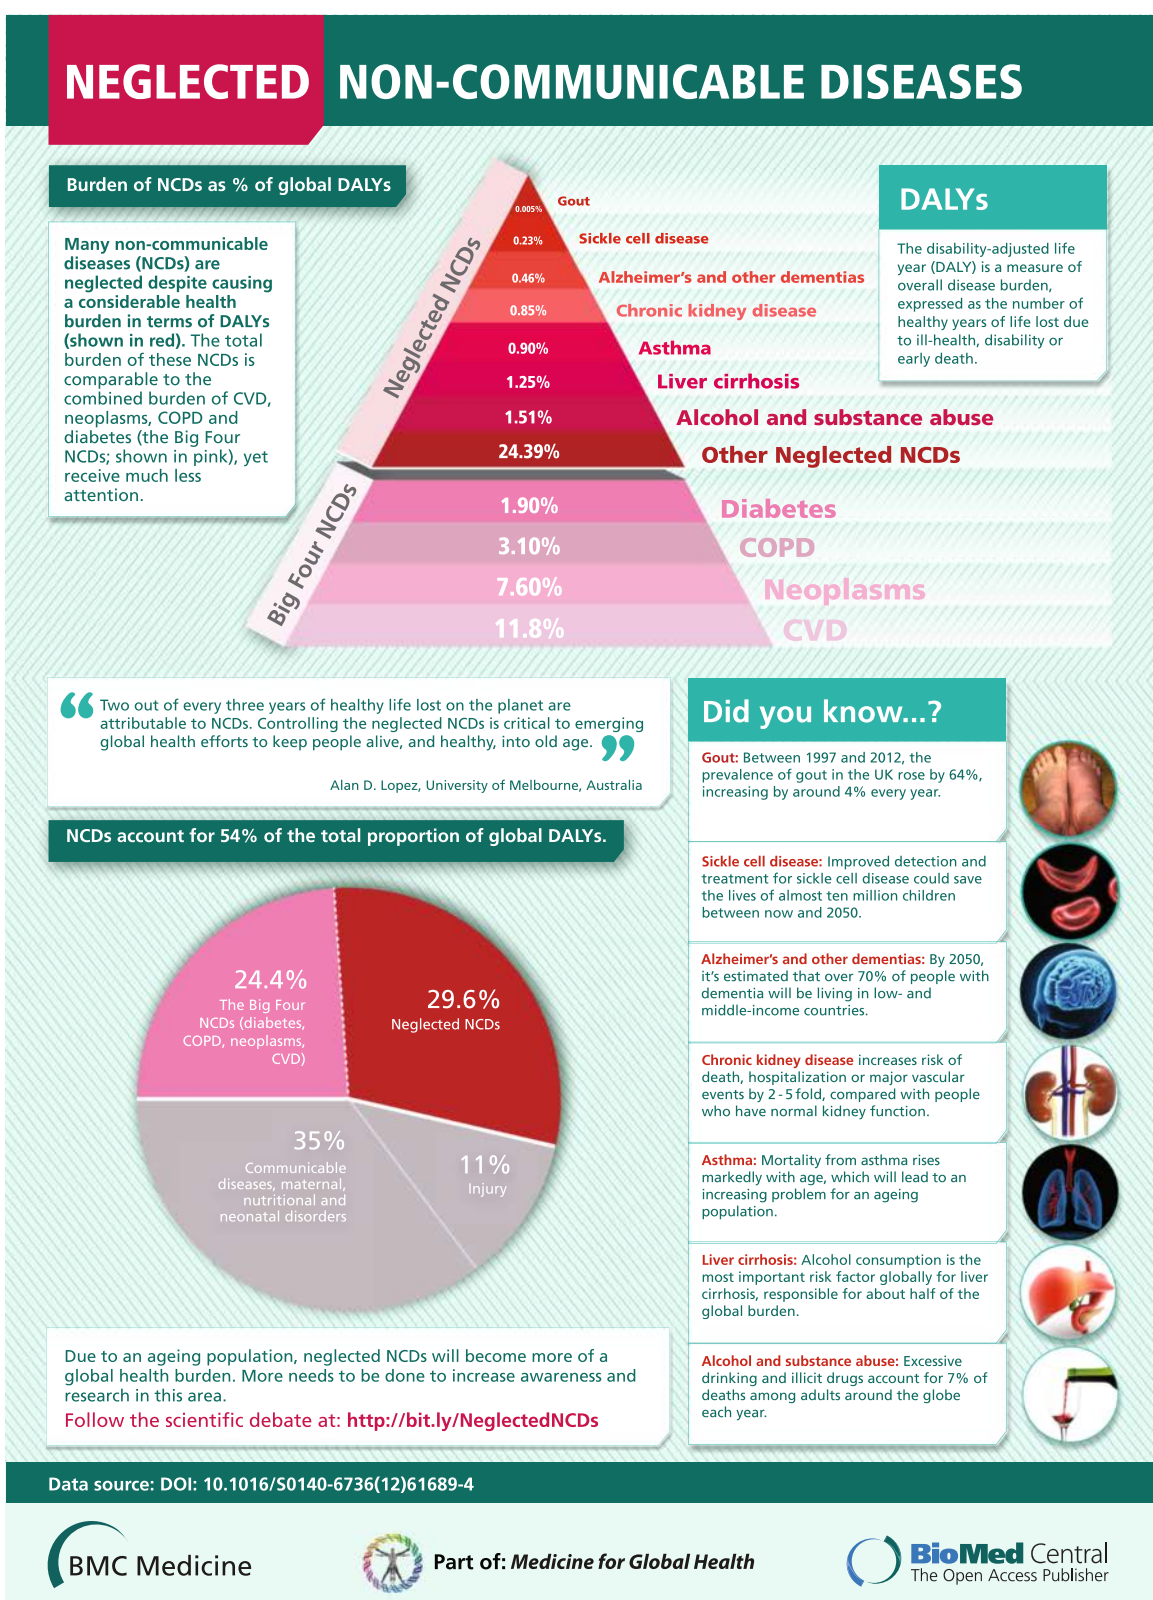 NEGLECTED NON-COMMUNICABLE DISEASES
Burden of NCDs as % of global DALYs
Many non-communicable
diseases (NCDs) are
neglected despite causing
a considerable health
burden in terms of DALYs
(shown in red). The total
burden of these NCDs is
comparable to the
combined burden of CVD,
neoplasms, COPD and
diabetes (the Big Four
NCDs; shown in pink), yet
receive much less
attention.
Neglected NCDs
0.005% Gout
0.23% Sickle cell disease
0.46% Alzheimer's and other dementias
0.85% Chronic kidney disease
0.90% Asthma
1.25% Liver cirrhosis
1.51% Alcohol and substance abuse
24.39% Other Neglected NCDs
Big Four NCDs
1.90% Diabetes
3.10% COPD
7.60% Neoplasms
11.8% CVD
DALYs
The disability-adjusted life
year (DALY) is a measure of
overall disease burden,
expressed as the number of
healthy years of life lost due
to ill-health, disability or
early death.
“ Two out of every three years of healthy life lost on the planet are
attributable to NCDs. Controlling the neglected NCDs is critical to emerging
global health efforts to keep people alive, and healthy, into old age. ”
Alan D. Lopez, University of Melbourne, Australia
NCDs account for 54% of the total proportion of global DALYs.
24.4%
The Big Four
NCDs (diabetes,
COPD, neoplasms,
CVD)
29.6%
Neglected NCDs
35%
Communicable
diseases, maternal,
nutritional and
neonatal disorders
11%
Injury
Due to an ageing population, neglected NCDs will become more of a
global health burden. More needs to be done to increase awareness and
research in this area.
Follow the scientific debate at: http://bit.ly/NeglectedNCDs
Did you know...?
Gout: Between 1997 and 2012, the
prevalence of gout in the UK rose by 64%,
increasing by around 4% every year.
Sickle cell disease: Improved detection and
treatment for sickle cell disease could save
the lives of almost ten million children
between now and 2050.
Alzheimer's and other dementias: By 2050,
it's estimated that over 70% of people with
dementia will be living in low- and
middle-income countries.
Chronic kidney disease increases risk of
death, hospitalization or major vascular
events by 2-5 fold, compared with people
who have normal kidney function.
Asthma: Mortality from asthma rises
markedly with age, which will lead to an
increasing problem for an ageing
population.
Liver cirrhosis: Alcohol consumption is the
most important risk factor globally for liver
cirrhosis, responsible for about half of the
global burden.
Alcohol and substance abuse: Excessive
drinking and illicit drugs account for 7% of
deaths among adults around the globe
each year.
Data source: DOI: 10.1016/S0140-6736(12)61689-4
BMC Medicine
Part of: Medicine for Global Health
BioMed Central
The Open Access Publisher